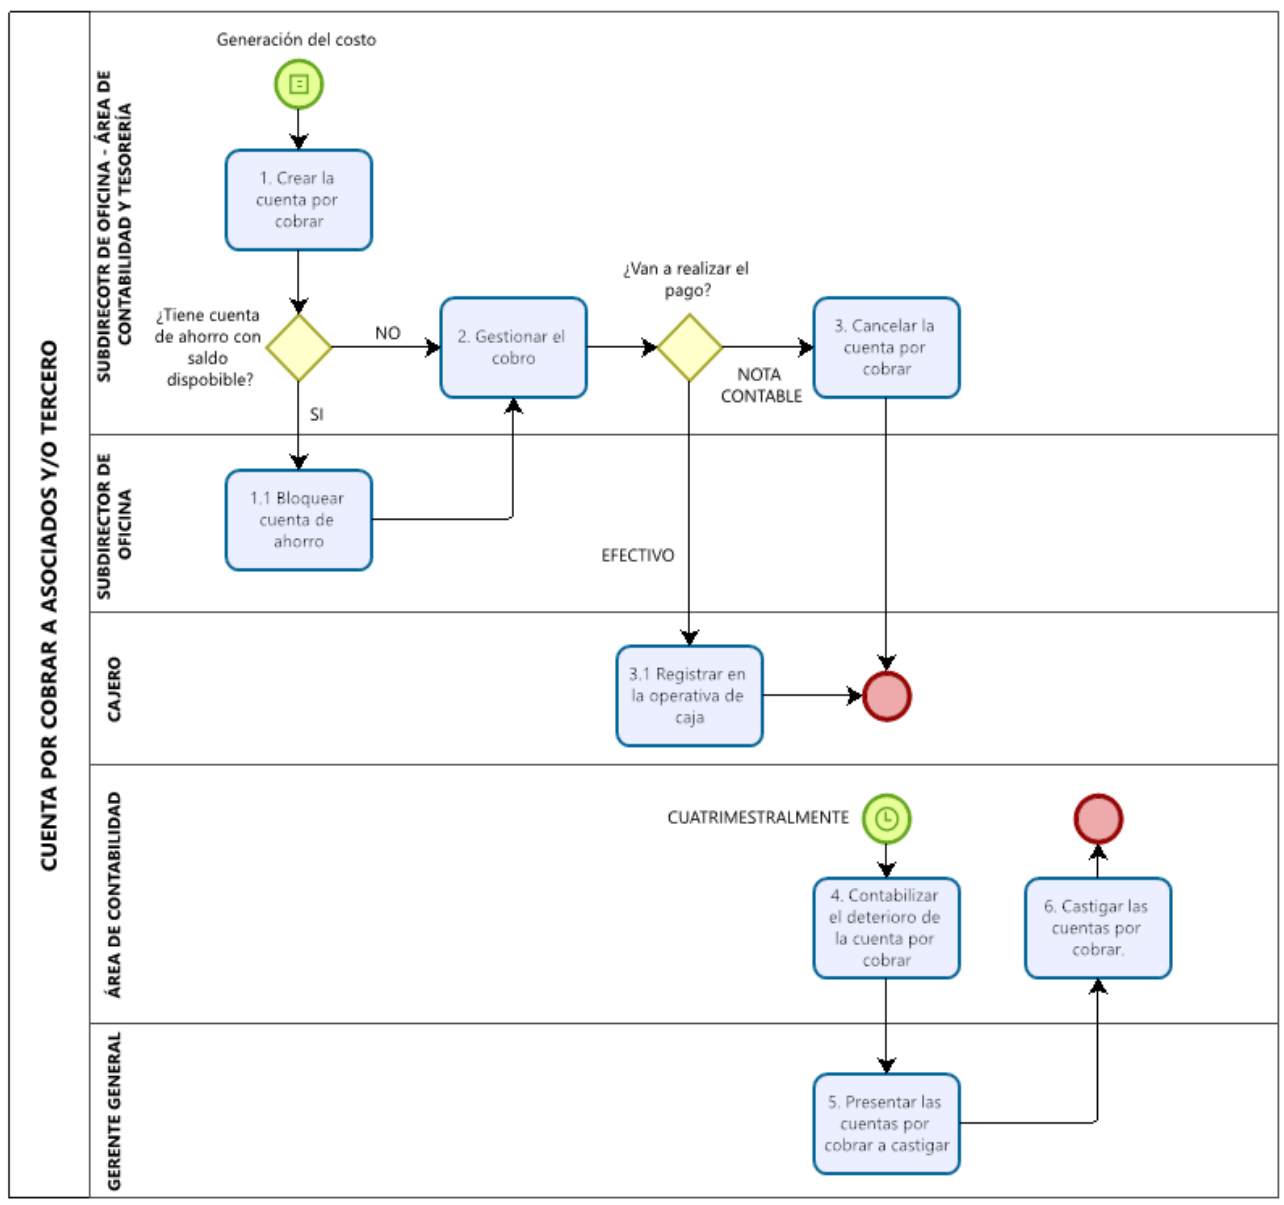 CUENTA POR COBRAR A ASOCIADOS Y/O TERCERO
SUBDIRECOTR DE OFICINA - ÁREA DE
CONTABILIDAD Y TESORERÍA
Generación del costo
1. Crear la
cuenta por
cobrar
¿Tiene cuenta
de ahorro con
saldo
dispobible?
NO
SI
2. Gestionar el
cobro
¿Van a realizar el
pago?
NOTA
CONTABLE
3. Cancelar la
cuenta por
cobrar
SUBDIRECTOR DE
OFICINA
1.1 Bloquear
cuenta de
ahorro
EFECTIVO
CAJERO
3.1 Registrar en
la operativa de
caja
ÁREA DE CONTABILIDAD
CUATRIMESTRALMENTE
4. Contabilizar
el deterioro de
la cuenta por
cobrar
6. Castigar las
cuentas por
cobrar.
GERENTE GENERAL
5. Presentar las
cuentas por
cobrar a castigar